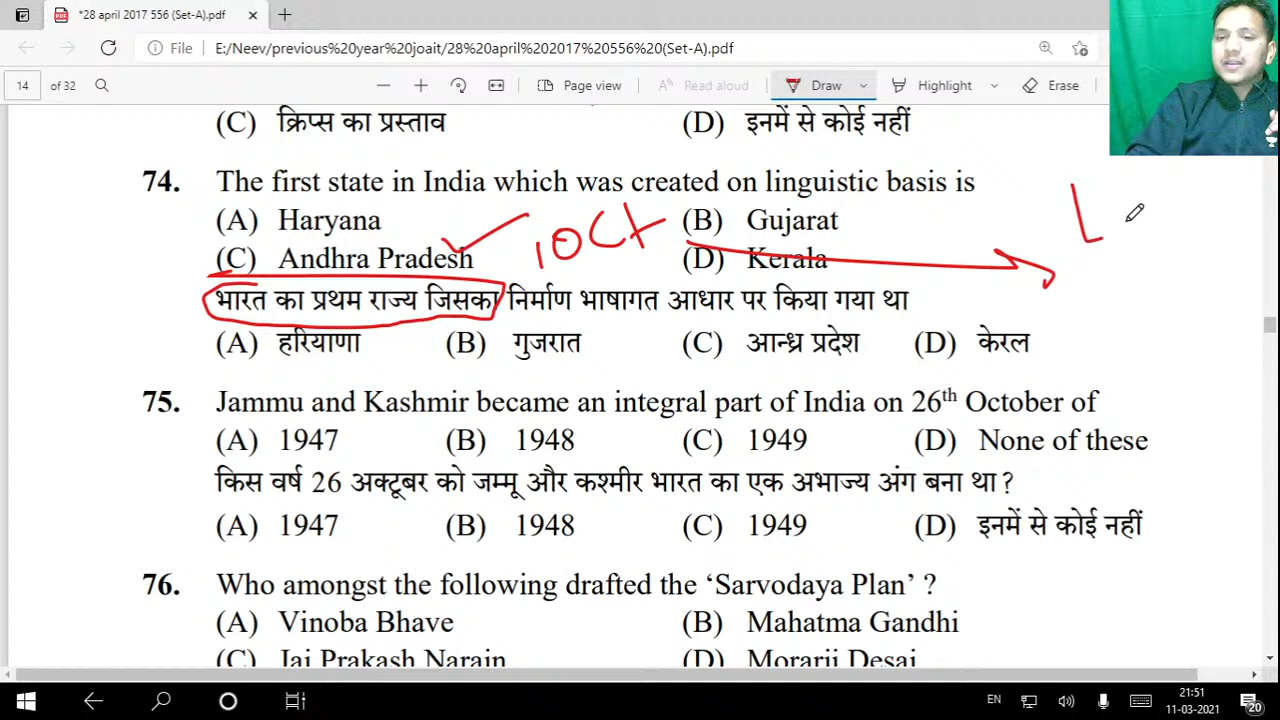 *28 april 2017 556 (Set-A).pdf
File E:/Neev/previous%20year%20joait/28%20april%202017%20556%20(Set-A).pdf
14 of 32 Page view Read aloud Draw Highlight Erase
(C) क्रिप्स का प्रस्ताव (D) इनमें से कोई नहीं
74. The first state in India which was created on linguistic basis is
(A) Haryana (B) Gujarat
1 Oct
(C) Andhra Pradesh (D) Kerala
भारत का प्रथम राज्य जिसका निर्माण भाषागत आधार पर किया गया था
(A) हरियाणा (B) गुजरात (C) आन्ध्र प्रदेश (D) केरल
75. Jammu and Kashmir became an integral part of India on 26th October of
(A) 1947 (B) 1948 (C) 1949 (D) None of these
किस वर्ष 26 अक्टूबर को जम्मू और कश्मीर भारत का एक अभाज्य अंग बना था ?
(A) 1947 (B) 1948 (C) 1949 (D) इनमें से कोई नहीं
76. Who amongst the following drafted the ‘Sarvodaya Plan’ ?
(A) Vinoba Bhave (B) Mahatma Gandhi
(C) Jai Prakash Narain (D) Morarji Desai
EN 21:51
11-03-2021 20